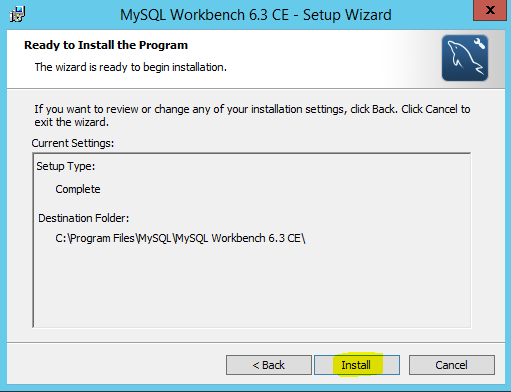 MySQL Workbench 6.3 CE - Setup Wizard
x
Ready to Install the Program
The wizard is ready to begin installation.
If you want to review or change any of your installation settings, click Back. Click Cancel to
exit the wizard.
Current Settings:
Setup Type:
Complete
Destination Folder:
C:\Program Files\MySQL\MySQL Workbench 6.3 CE\
< Back
Install
Cancel